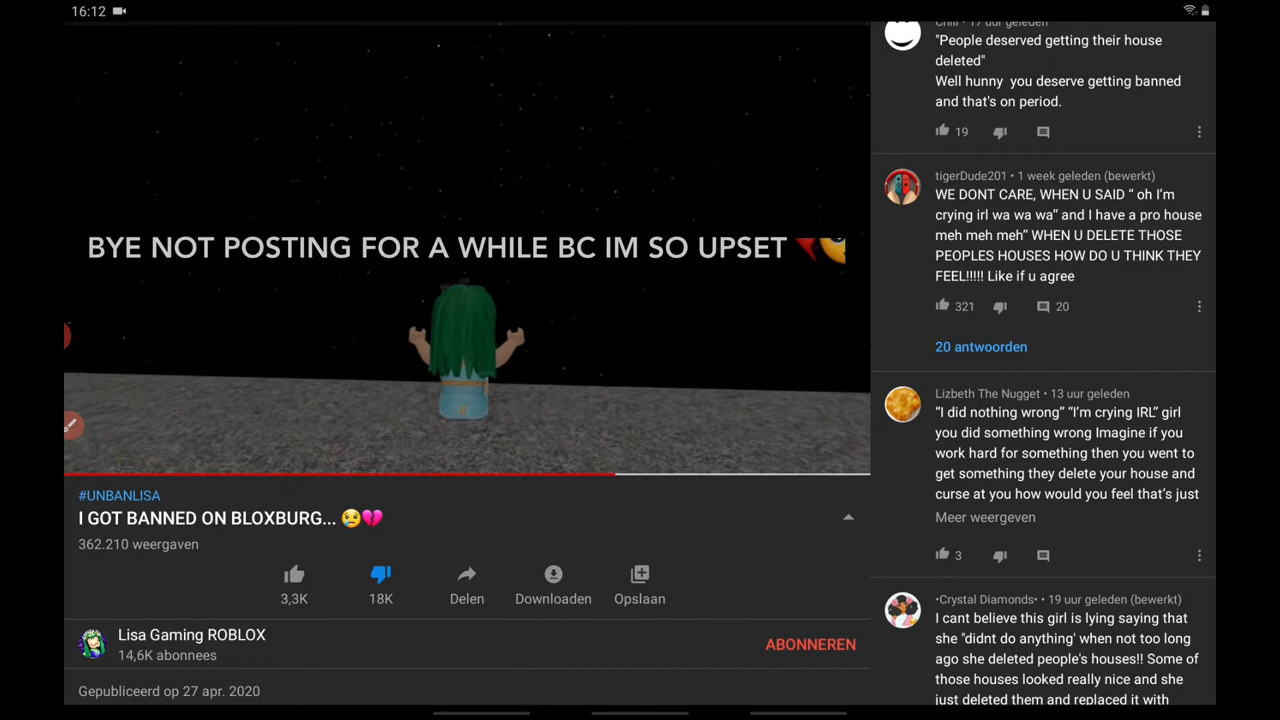 16:12
BYE NOT POSTING FOR A WHILE BC IM SO UPSET
#UNBANLISA
I GOT BANNED ON BLOXBURG... 😢💔
362.210 weergaven
3,3K
18K
Delen
Downloaden
Opslaan
Lisa Gaming ROBLOX
14,6K abonnees
ABONNEREN
Gepubliceerd op 27 apr. 2020
Chili • 17 uur geleden
"People deserved getting their house
deleted"
Well hunny you deserve getting banned
and that's on period.
19
tigerDude201 • 1 week geleden (bewerkt)
WE DONT CARE, WHEN U SAID “ oh I’m
crying irl wa wa wa” and I have a pro house
meh meh meh” WHEN U DELETE THOSE
PEOPLES HOUSES HOW DO U THINK THEY
FEEL!!!!! Like if u agree
321
20
20 antwoorden
Lizbeth The Nugget • 13 uur geleden
“I did nothing wrong” “I’m crying IRL” girl
you did something wrong Imagine if you
work hard for something then you went to
get something they delete your house and
curse at you how would you feel that’s just
Meer weergeven
3
•Crystal Diamonds• • 19 uur geleden (bewerkt)
I cant believe this girl is lying saying that
she "didnt do anything' when not too long
ago she deleted people's houses!! Some of
those houses looked really nice and she
just deleted them and replaced it with